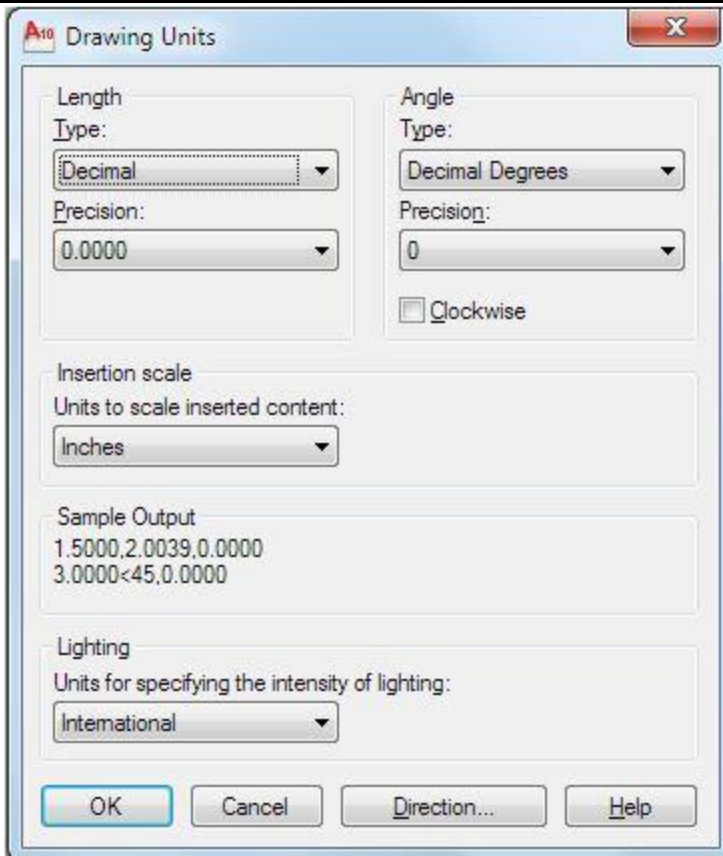 A10 Drawing Units
Length
Type:
Decimal
Precision:
0.0000
Angle
Type:
Decimal Degrees
Precision:
0
Clockwise
Insertion scale
Units to scale inserted content:
Inches
Sample Output
1.5000,2.0039,0.0000
3.0000<45,0.0000
Lighting
Units for specifying the intensity of lighting:
International
OK Cancel Direction... Help